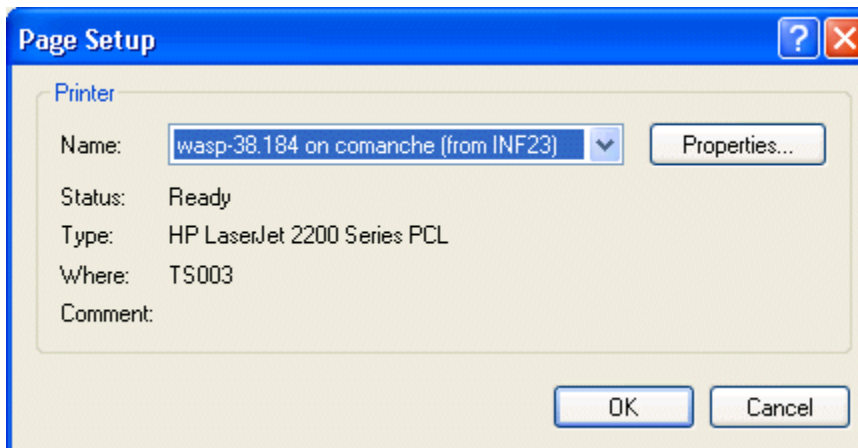 Page Setup
Printer
Name: wasp-38.184 on comanche (from INF23) Properties...
Status: Ready
Type: HP LaserJet 2200 Series PCL
Where: TS003
Comment:
OK Cancel